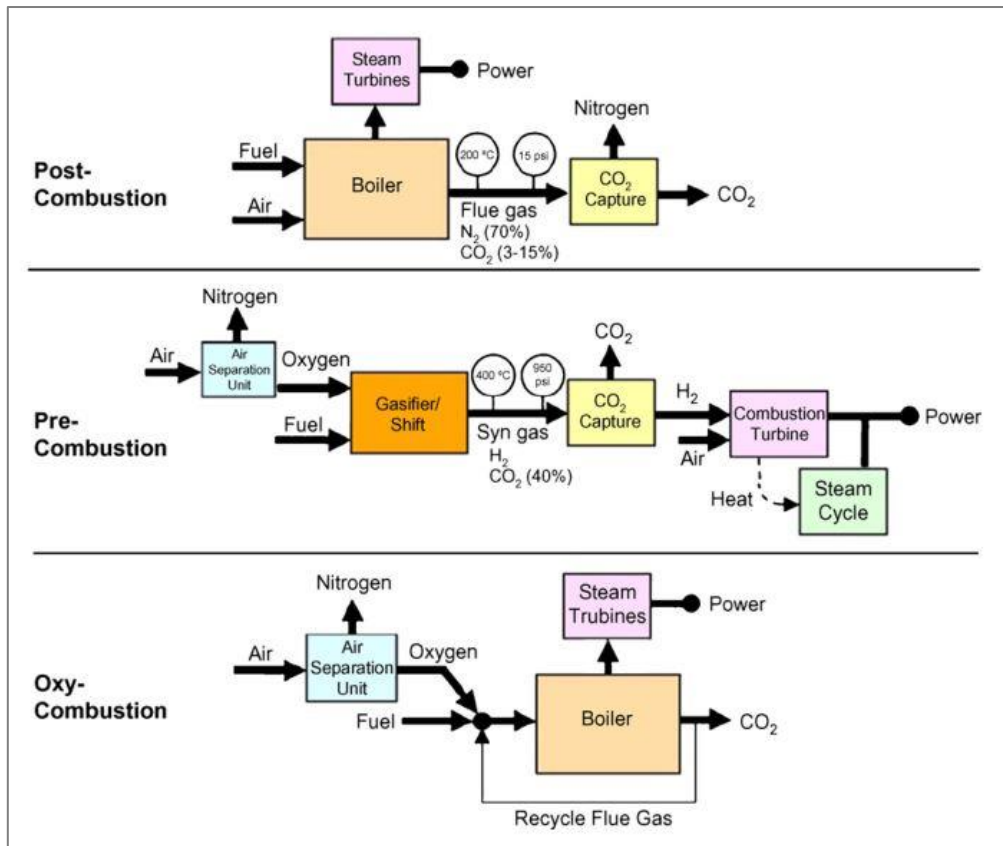 Steam
Turbines
Power
Nitrogen
Post-
Combustion
Fuel
Air
Boiler
200 ºC
15 psi
Flue gas
N₂ (70%)
CO₂ (3-15%)
CO₂
Capture
CO₂
Nitrogen
Air
Air
Separation
Unit
Oxygen
Pre-
Combustion
Fuel
Gasifier/
Shift
400 ºC
950
psi
Syn gas
H₂
CO₂ (40%)
CO₂
CO₂
Capture
H₂
Air
Combustion
Turbine
Power
Heat
Steam
Cycle
Nitrogen
Steam
Trubines
Power
Oxy-
Combustion
Air
Air
Separation
Unit
Oxygen
Fuel
Boiler
CO₂
Recycle Flue Gas